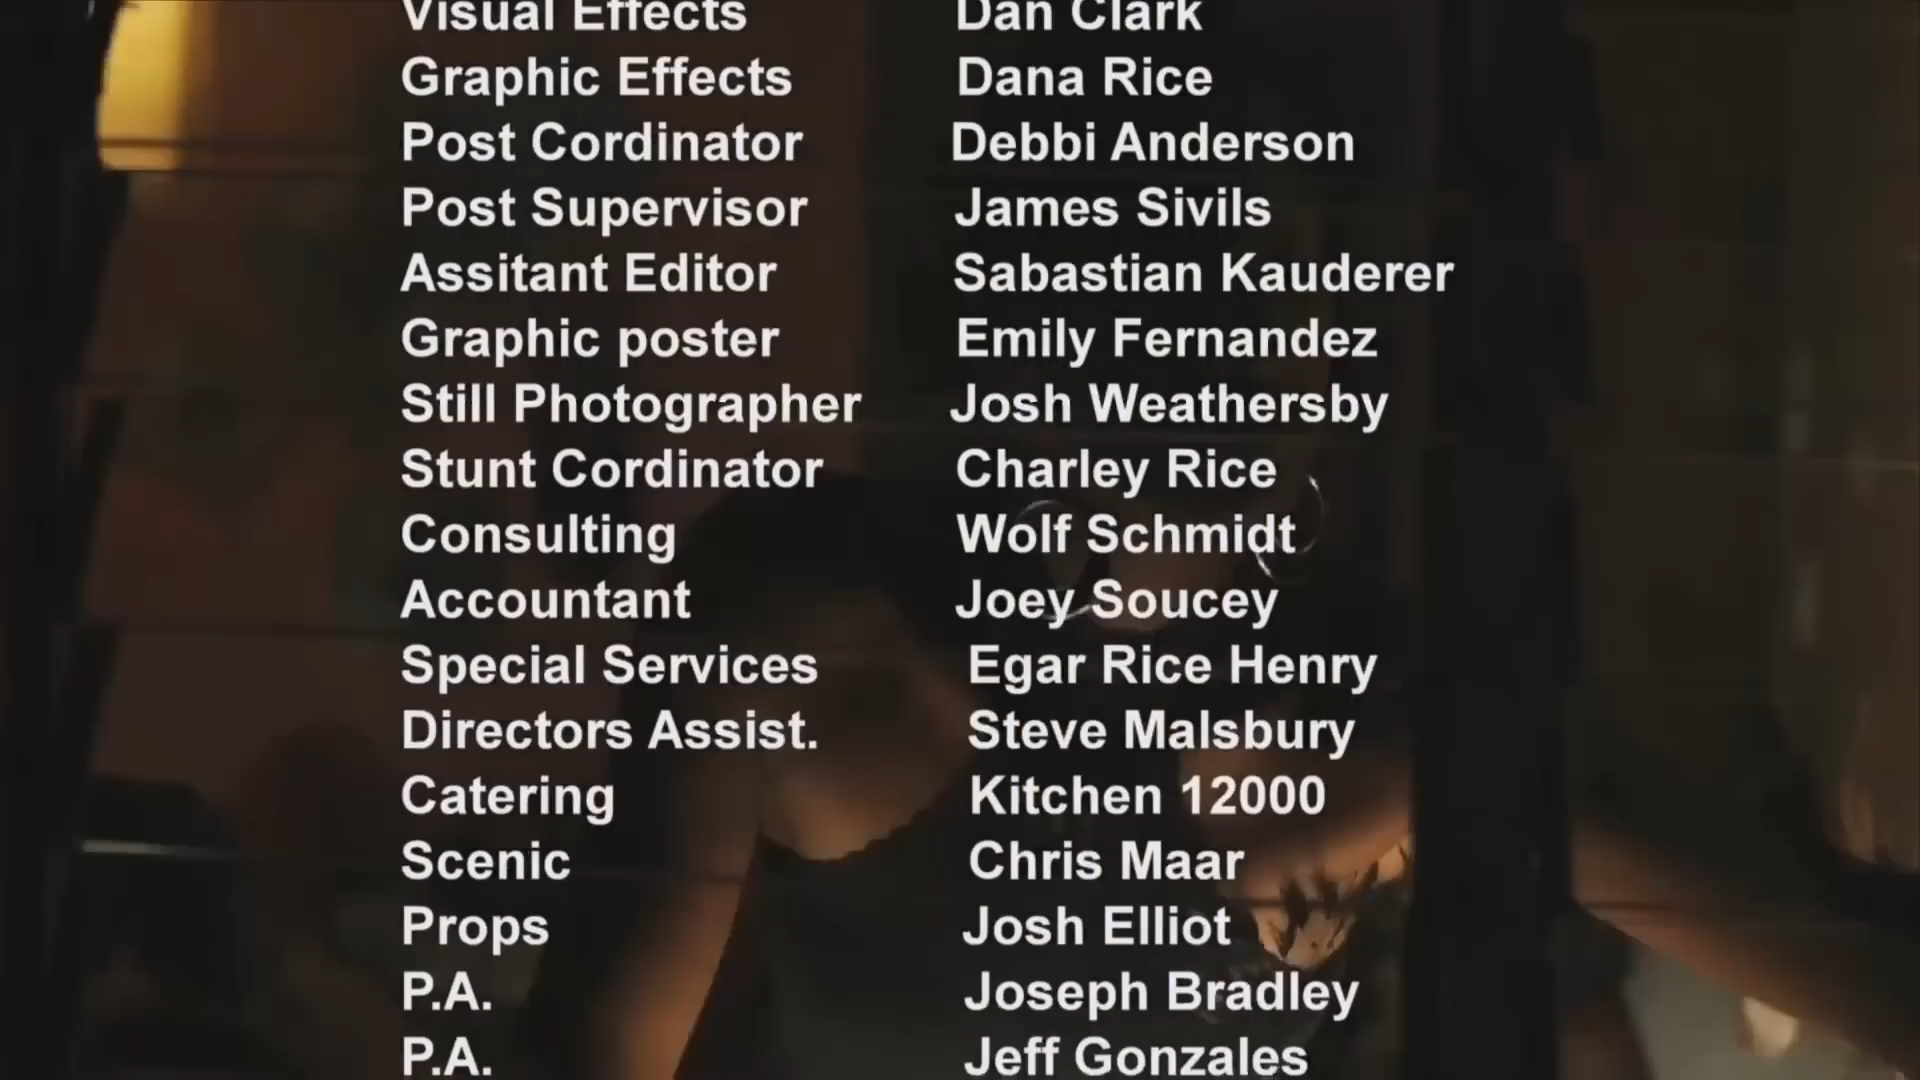 Visual Effects Dan Clark
Graphic Effects Dana Rice
Post Cordinator Debbi Anderson
Post Supervisor James Sivils
Assitant Editor Sabastian Kauderer
Graphic poster Emily Fernandez
Still Photographer Josh Weathersby
Stunt Cordinator Charley Rice
Consulting Wolf Schmidt
Accountant Joey Soucey
Special Services Egar Rice Henry
Directors Assist. Steve Malsbury
Catering Kitchen 12000
Scenic Chris Maar
Props Josh Elliot
P.A. Joseph Bradley
P.A. Jeff Gonzales